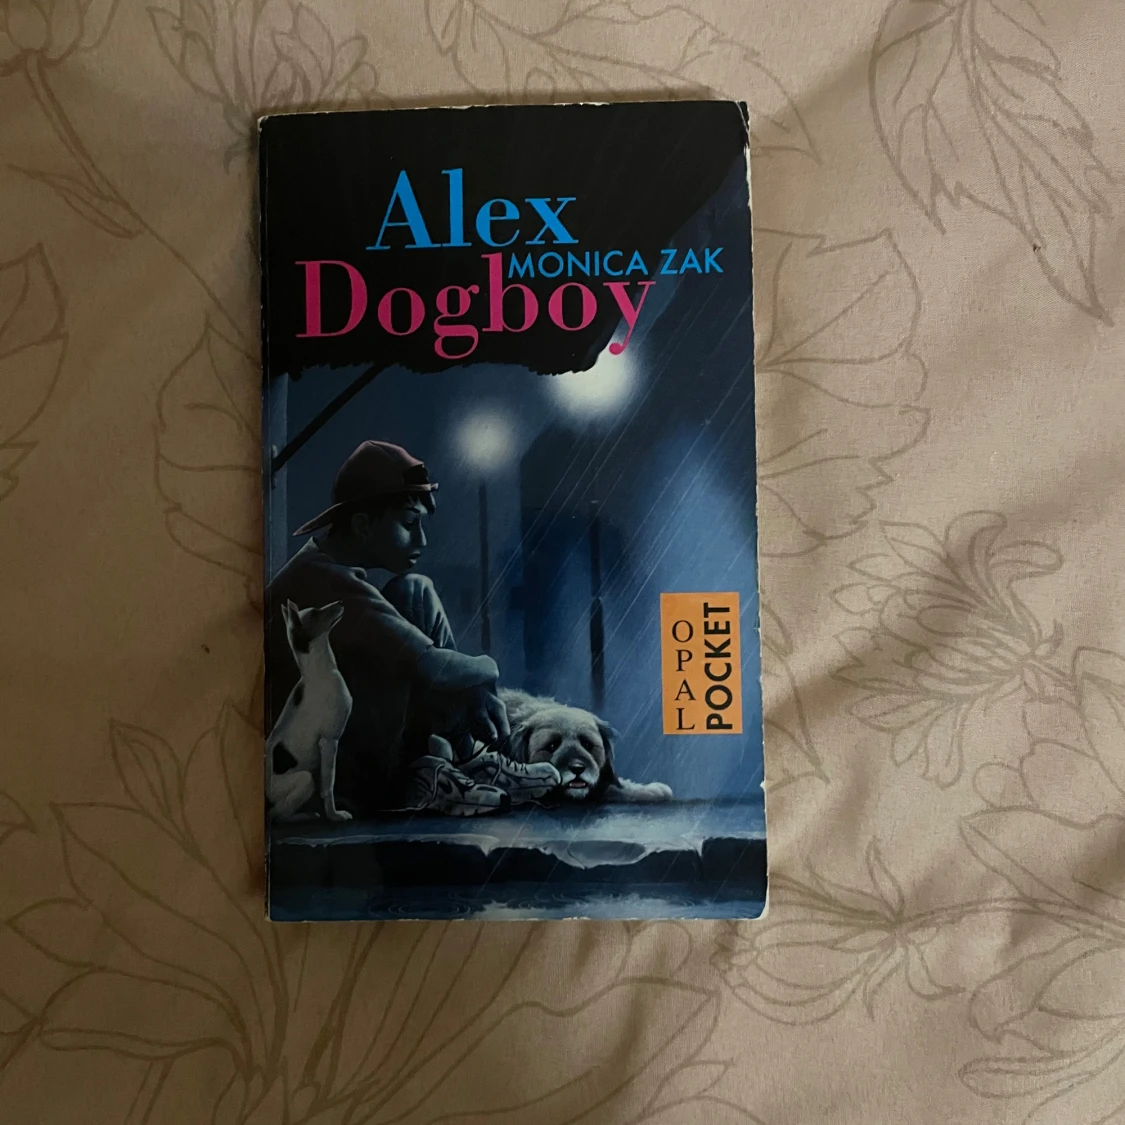 Alex
MONICA ZAK
Dogboy
OPAL
POCKET